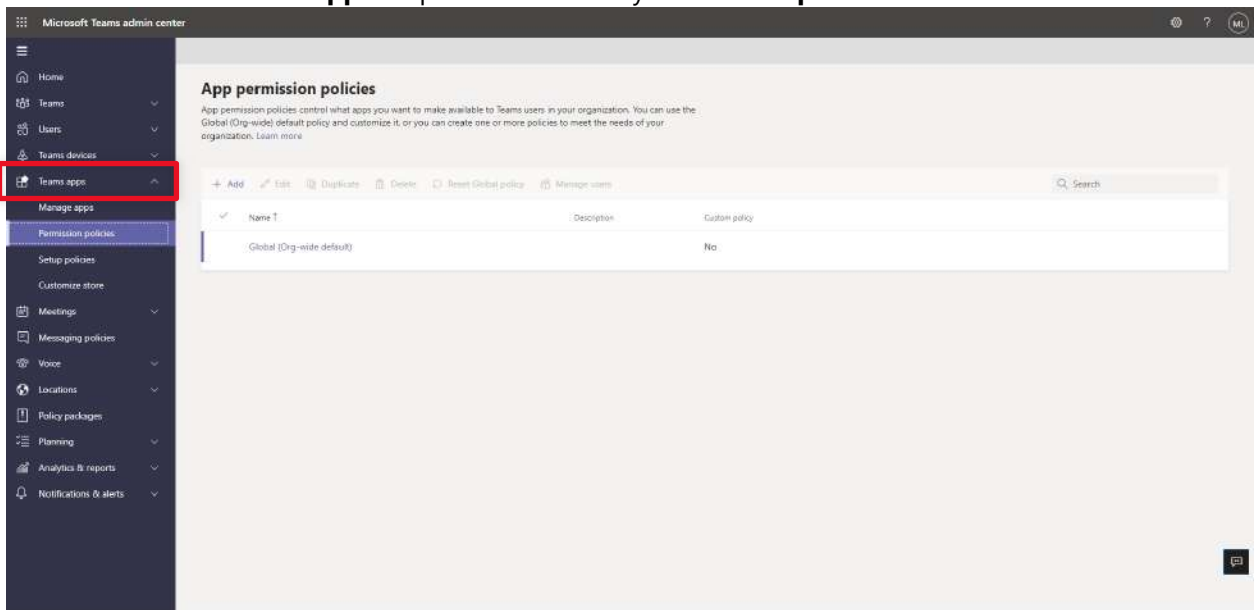 Microsoft Teams admin center
?
ML
Home
Teams
Users
Teams devices
Teams apps
Manage apps
Permission policies
Setup policies
Customize store
Meetings
Messaging policies
Voice
Locations
Policy packages
Planning
Analytics & reports
Notifications & alerts
App permission policies
App permission policies control what apps you want to make available to Teams users in your organization. You can use the
Global (Org-wide) default policy and customize it, or you can create one or more policies to meet the needs of your
organization. Learn more
+ Add Edit Duplicate Delete Reset Global policy Manage users
Search
Name ↑ Description Custom policy
Global (Org-wide default) No